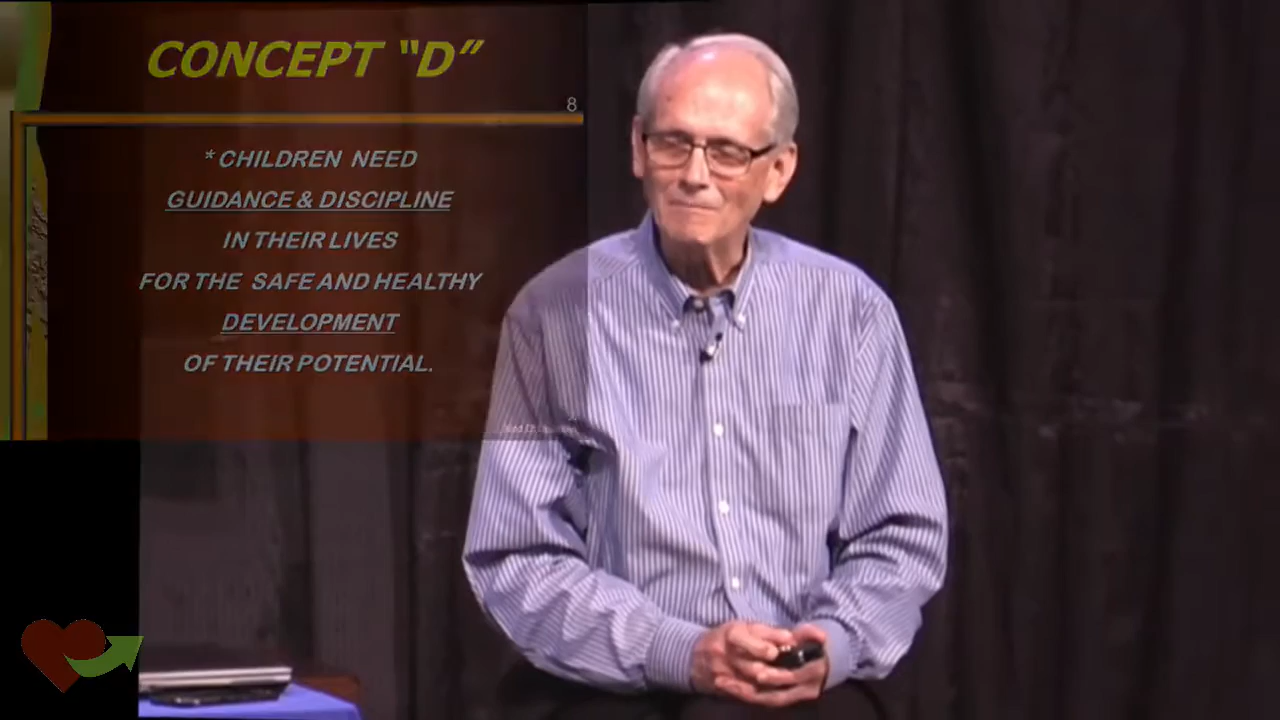 CONCEPT “D”
8
* CHILDREN NEED
GUIDANCE & DISCIPLINE
IN THEIR LIVES
FOR THE SAFE AND HEALTHY
DEVELOPMENT
OF THEIR POTENTIAL.